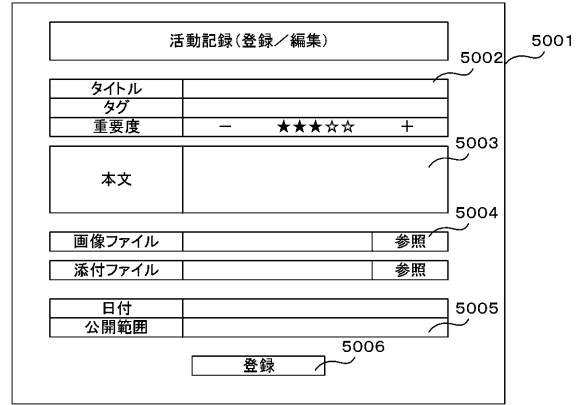 活動記録(登録／編集)
5001
5002
タイトル
タグ
重要度 － ★★★☆☆ ＋
5003
本文
5004
画像ファイル 参照
添付ファイル 参照
日付
5005
公開範囲
5006
登録